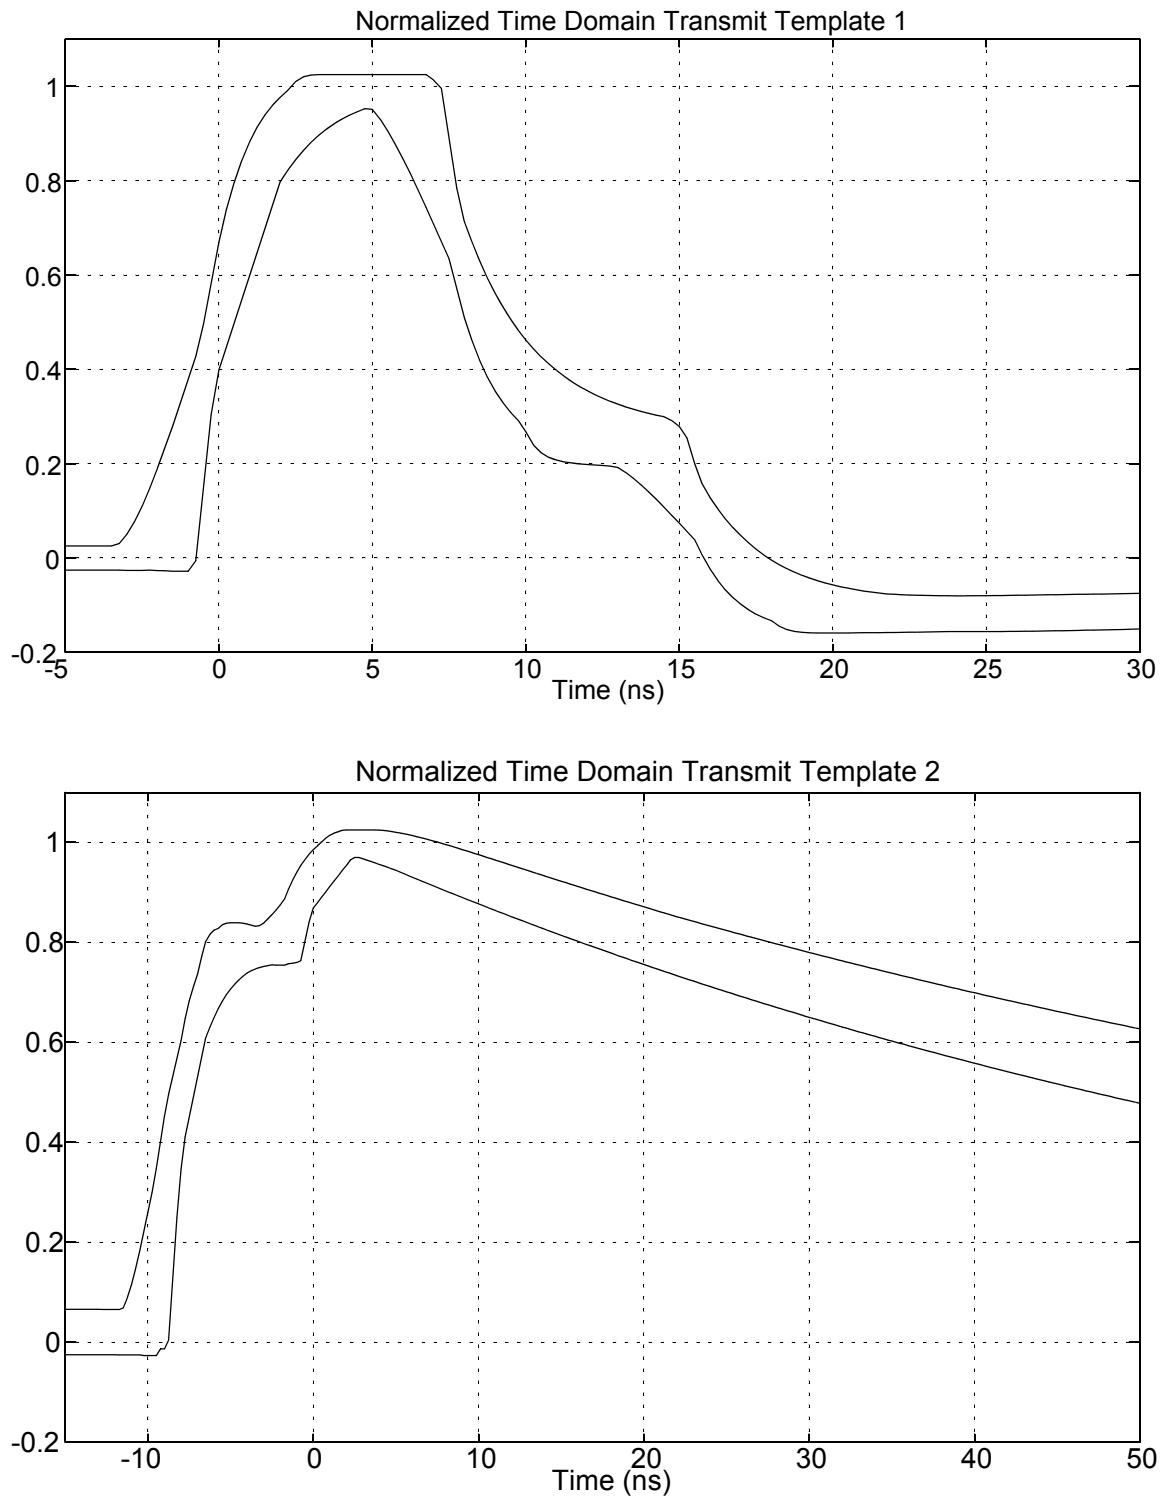 Normalized Time Domain Transmit Template 1
1
0.8
0.6
0.4
0.2
0
-0.2
-5 0 5 10 15 20 25 30
Time (ns)
Normalized Time Domain Transmit Template 2
1
0.8
0.6
0.4
0.2
0
-0.2
-10 0 10 20 30 40 50
Time (ns)